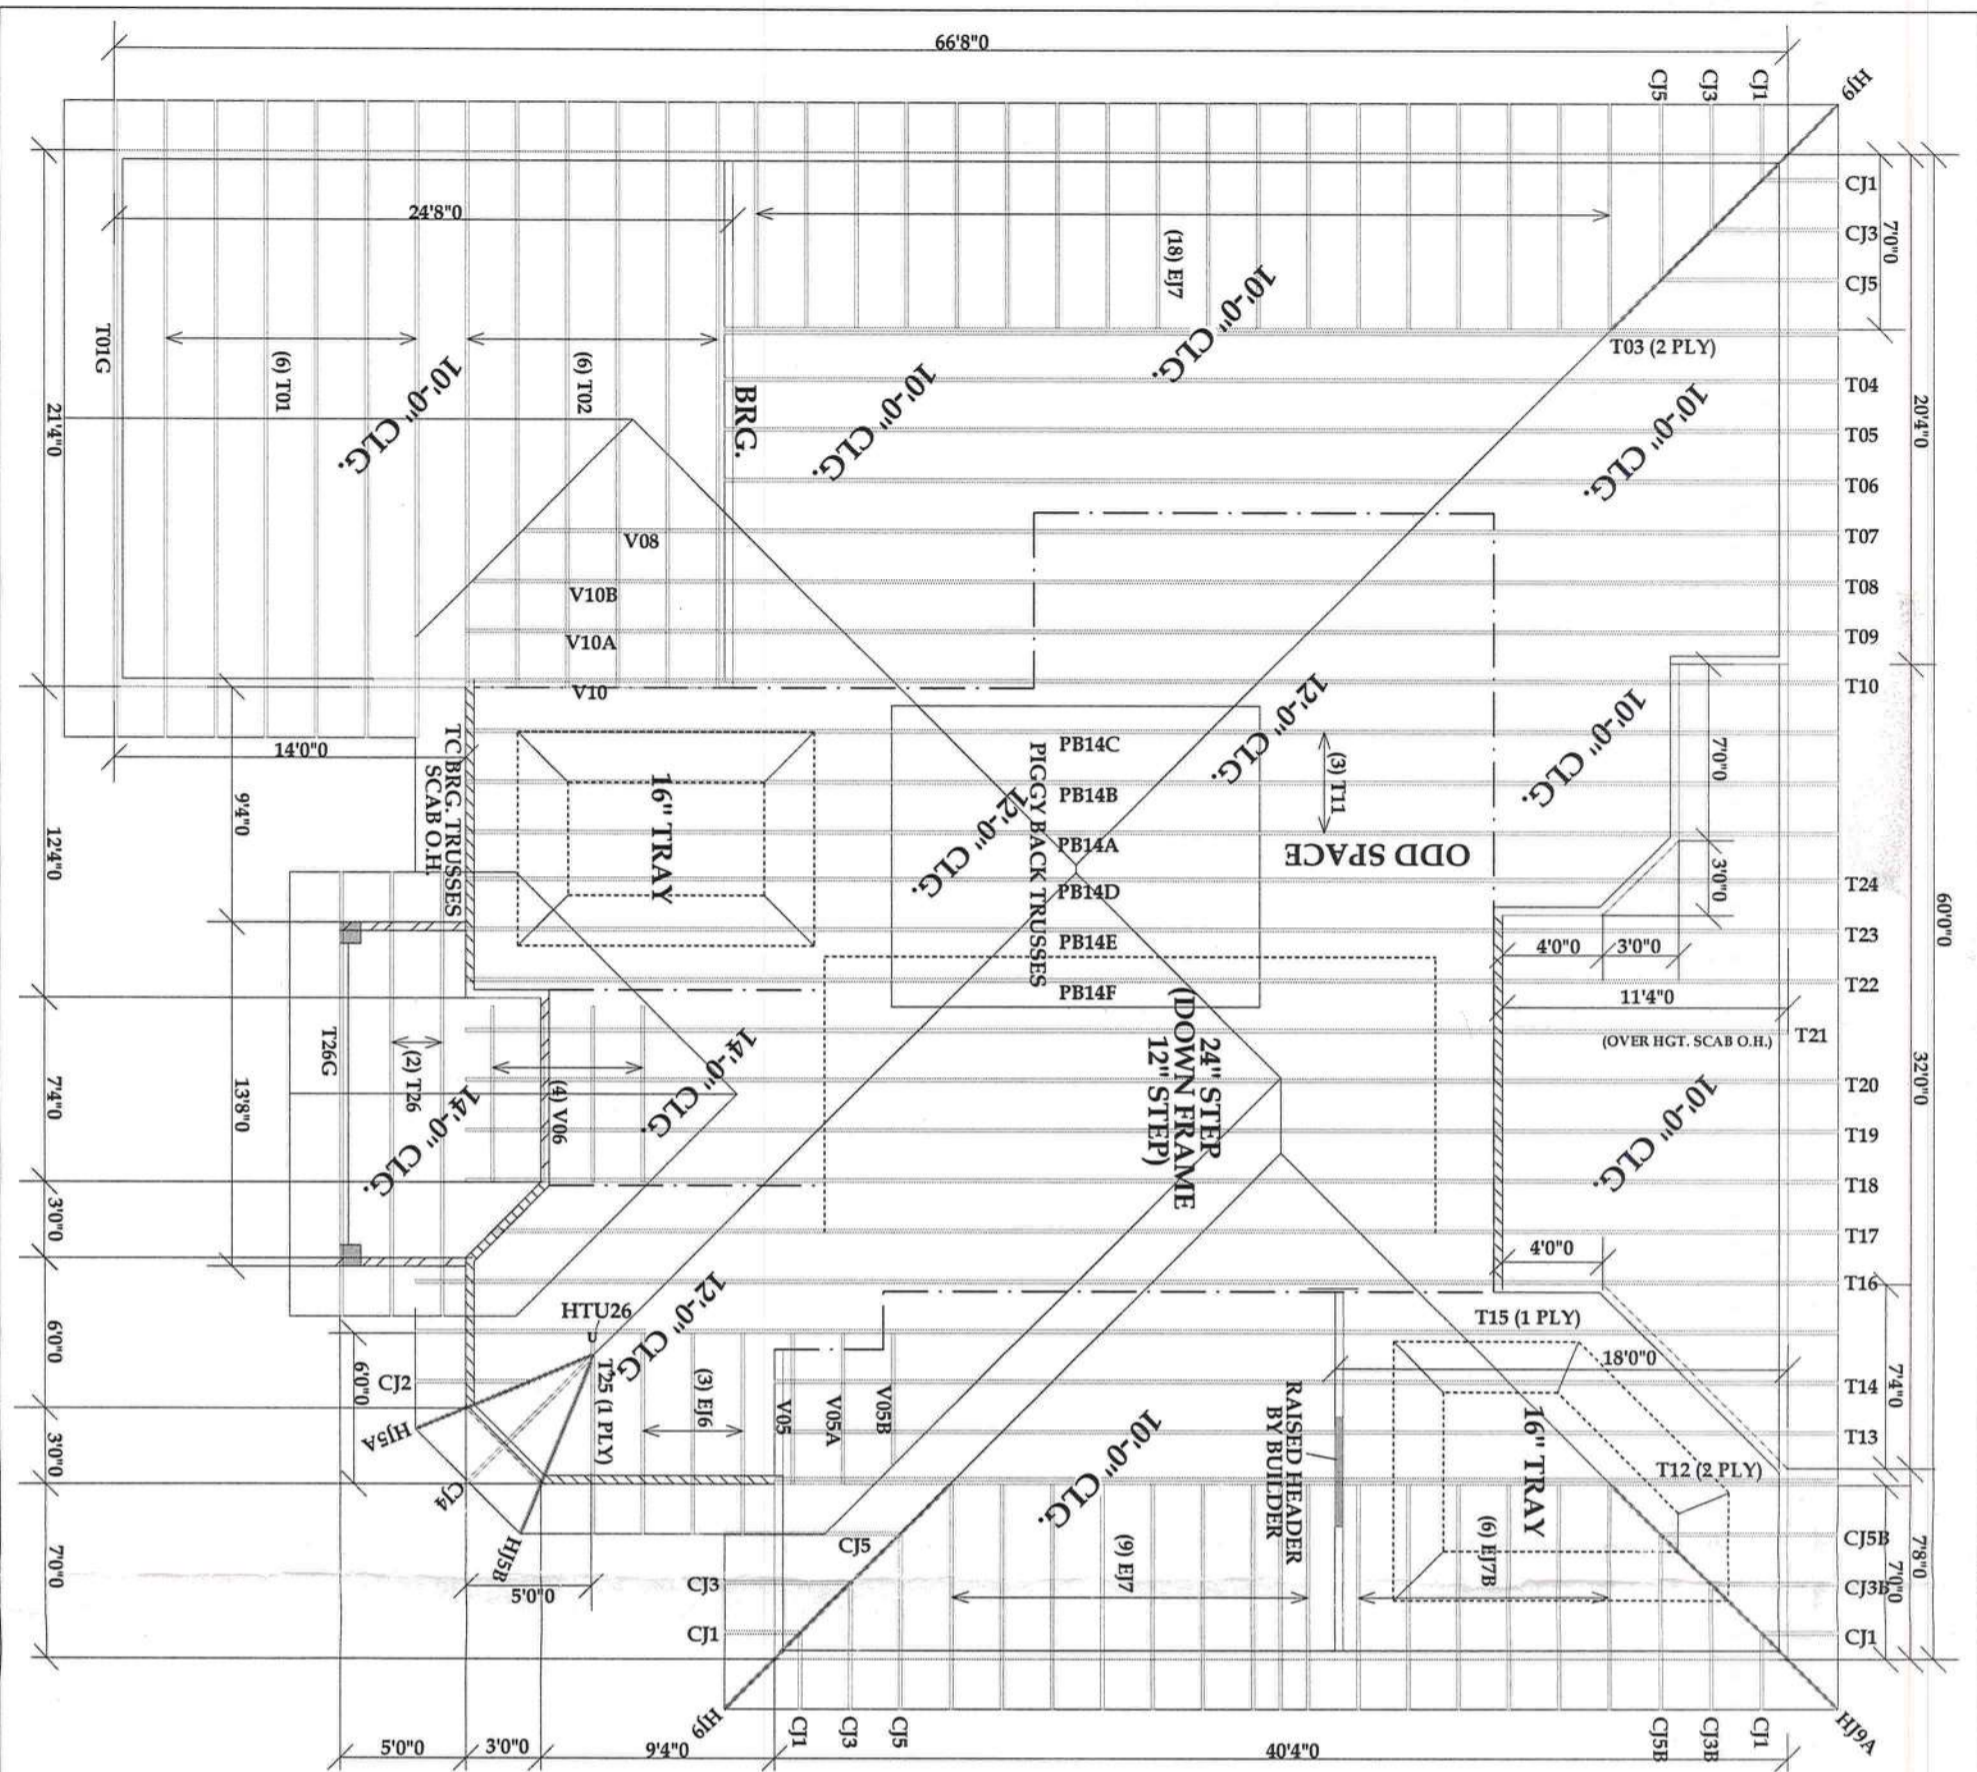 66'8"0
HJ9
CJ5
CJ3
CJ1
CJ1
CJ3
CJ5
7'0"0
20'4"0
60'0"0
24'8"0
(18) EJ7
10'-0" CLG.
10'-0" CLG.
10'-0" CLG.
10'-0" CLG.
T03 (2 PLY)
T04
T05
T06
T07
T08
T09
T10
T01G
(6) T01
(6) T02
BRG.
21'4"0
V08
V10B
V10A
V10
14'0"0
TC BRG. TRUSSES
SCAB O.H.
9'4"0
12'4"0
16" TRAY
12'-0" CLG.
12'-0" CLG.
PB14C
PB14B
PB14A
PB14D
PB14E
PB14F
PIGGY BACK TRUSSES
(3) T11
ODD SPACE
10'-0" CLG.
7'0"0
3'0"0
4'0"0
3'0"0
11'4"0
T24
T23
T22
(OVER HGT. SCAB O.H.)
T21
32'0"0
24" STEP
(DOWN FRAME
12" STEP)
T20
T19
T18
T17
T16
10'-0" CLG.
4'0"0
T26G
(2) T26
14'-0" CLG.
(4) V06
14'-0" CLG.
13'8"0
7'4"0
3'0"0
6'0"0
3'0"0
7'0"0
12'-0" CLG.
HTU26
U
T25 (1 PLY)
6'0"0
CJ2
HJ5A
CJ4
HJ5B
5'0"0
(3) EJ6
V05
V05A
V05B
10'-0" CLG.
T15 (1 PLY)
18'0"0
RAISED HEADER
BY BUILDER
16" TRAY
T14
7'4"0
T13
T12 (2 PLY)
(9) EJ7
(6) EJ7B
CJ5B
CJ3B
CJ1
7'0"0
7'8"0
CJ5
CJ3
CJ1
HJ9
CJ1
CJ3
CJ5
CJ5B
CJ3B
CJ1
HJ9A
5'0"0
3'0"0
9'4"0
40'4"0